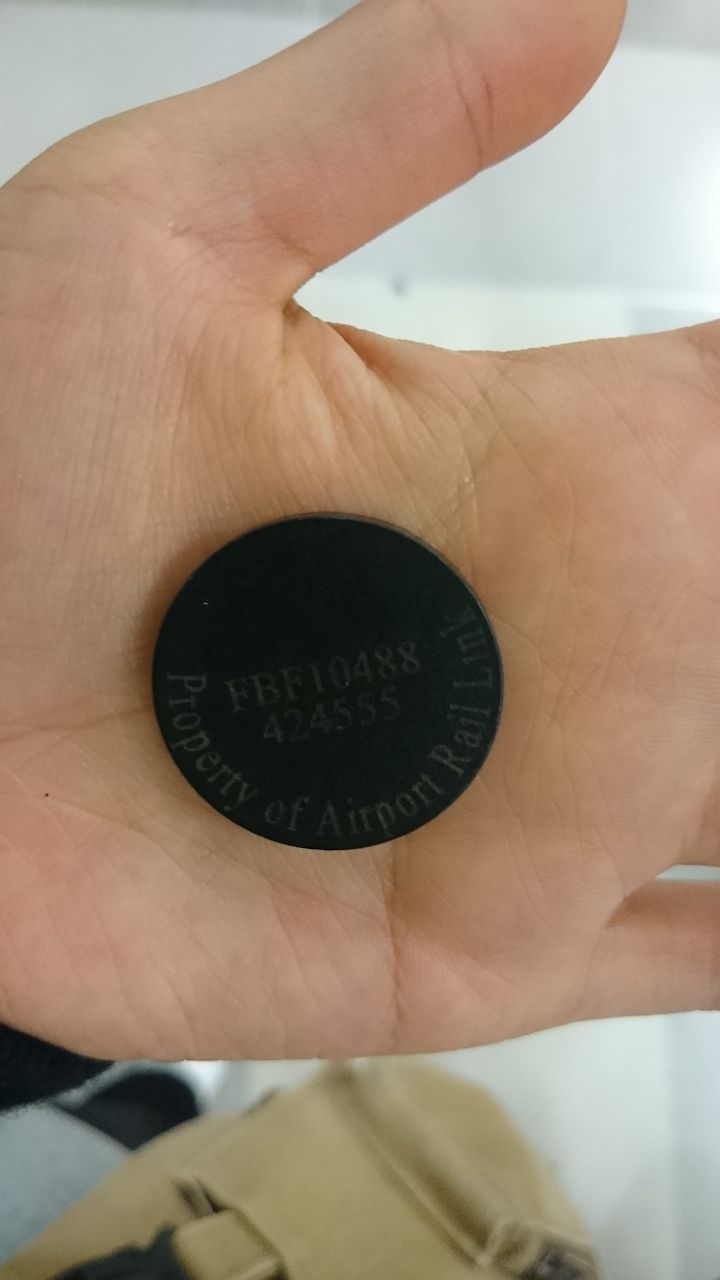 FBF10488
424555
Property of Airport Rail Link